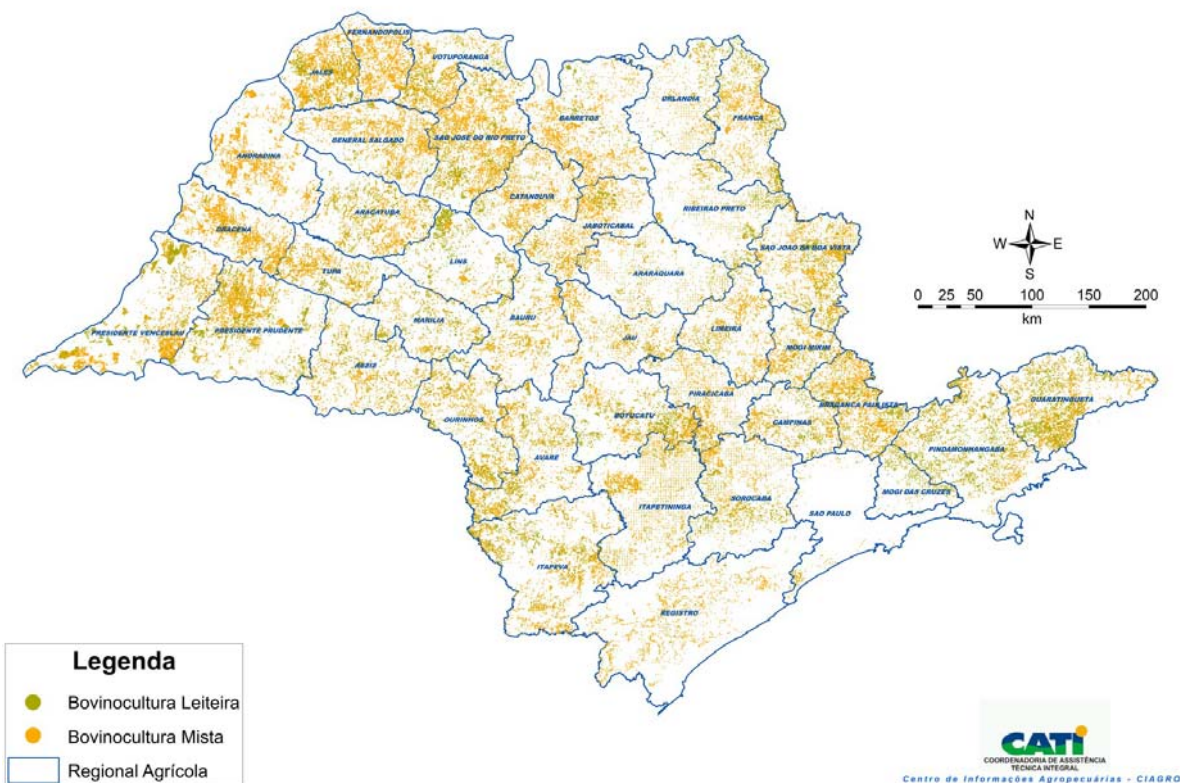 FERNANDOPOLIS
VOTUPORANGA
JALES
ORLANDIA
BARRETOS
FRANCA
GENERAL SALGADO
SAO JOSE DO RIO PRETO
ANDRADINA
CATANDUVA
RIBEIRAO PRETO
ARAÇATUBA
JABOTICABAL
DRACENA
SAO JOAO DA BOA VISTA
N
W
E
S
LINS
TUPA
ARARAQUARA
0 25 50 100 150 200
km
MARILIA
BAURU
PRESIDENTE VENCESLAU
PRESIDENTE PRUDENTE
JAU
LIMEIRA
MOGI MIRIM
ASSIS
PIRACICABA
GUARATINGUETA
BRAGANCA PAULISTA
OURINHOS
BOTUCATU
CAMPINAS
PINDAMONHANGABA
AVARE
MOGI DAS CRUZES
SOROCABA
ITAPETININGA
SAO PAULO
ITAPEVA
REGISTRO
Legenda
Bovinocultura Leiteira
Bovinocultura Mista
Regional Agrícola
CATI
COORDENADORIA DE ASSISTÊNCIA
TÉCNICA INTEGRAL
Centro de Informações Agropecuárias - CIAGRO